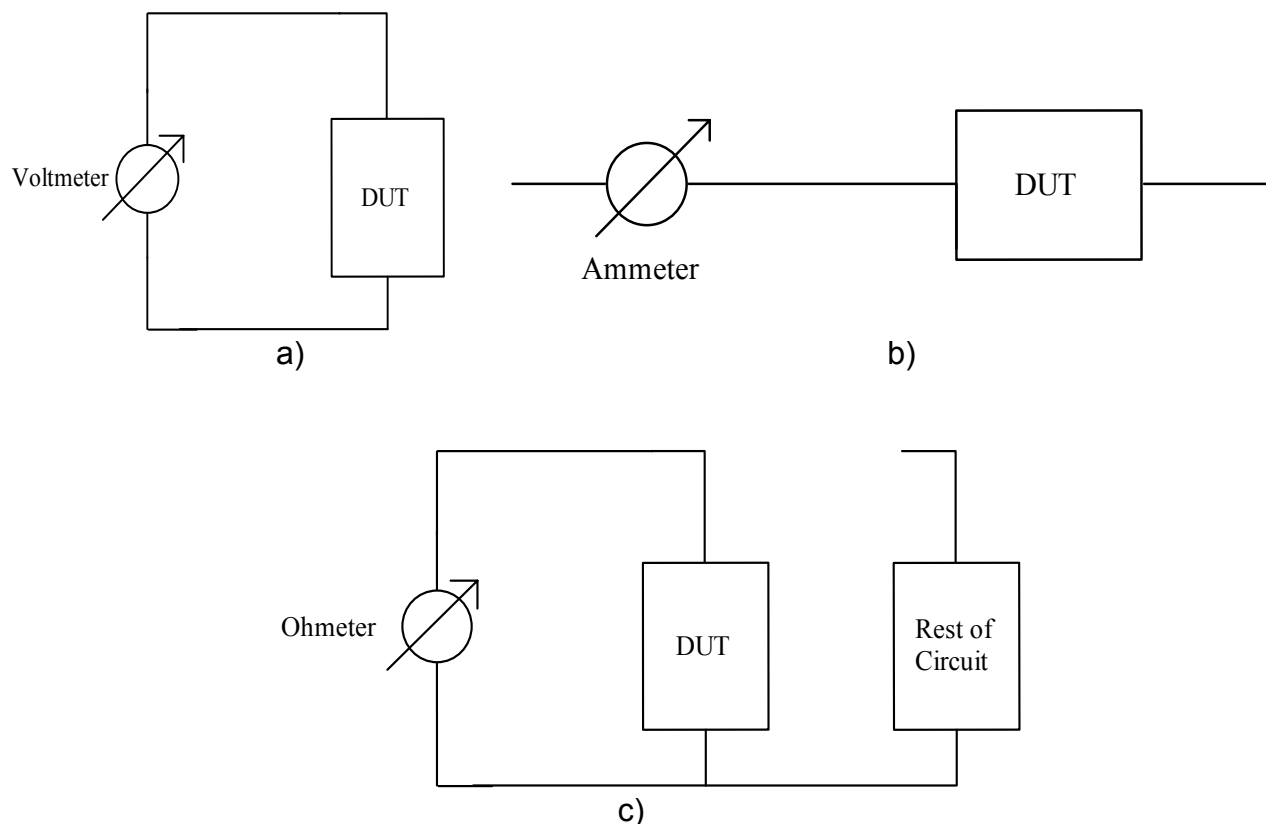 Voltmeter
DUT
a)
Ammeter
DUT
b)
Ohmeter
DUT
Rest of
Circuit
c)